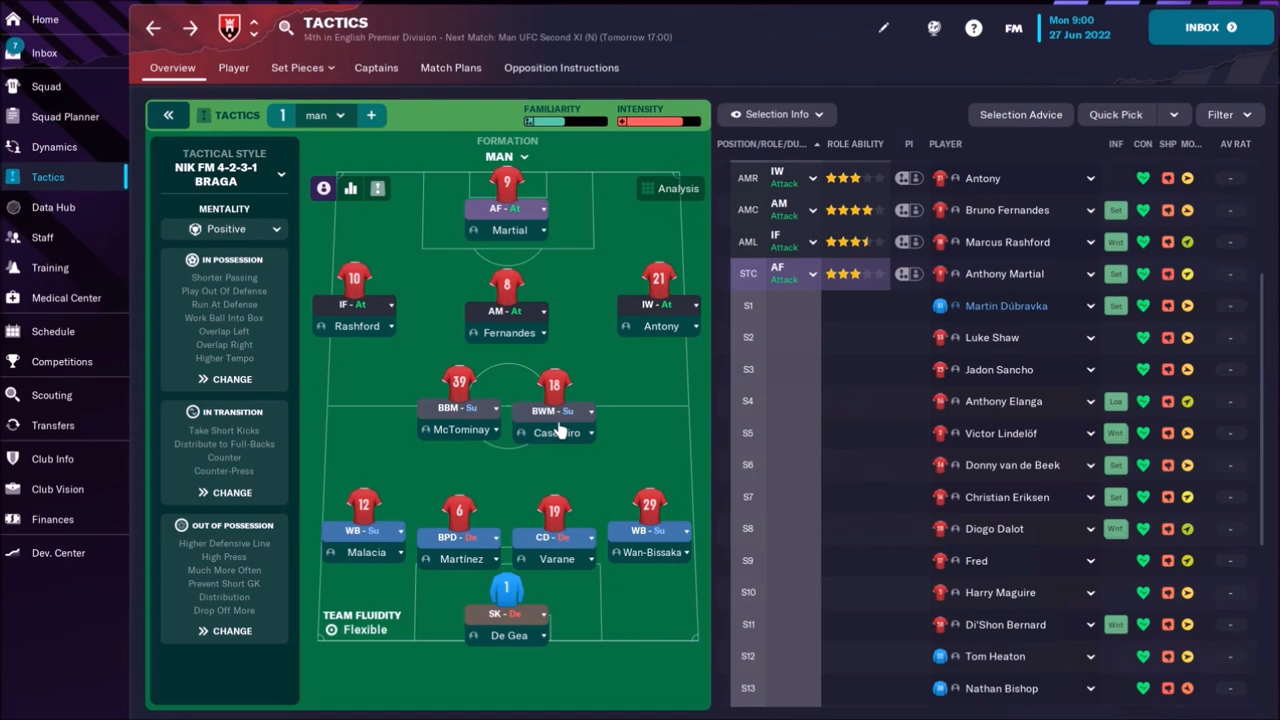 Home
TACTICS
14th in English Premier Division - Next Match: Man UFC Second XI (N) (Tomorrow 17:00)
FM
Mon 9:00
27 Jun 2022
INBOX
7
Inbox
Overview
Player
Set Pieces
Captains
Match Plans
Opposition Instructions
Squad
Squad Planner
Dynamics
Tactics
Data Hub
Staff
Training
Medical Center
Schedule
Competitions
Scouting
Transfers
Club Info
Club Vision
Finances
Dev. Center
TACTICS
1
man
FAMILIARITY
INTENSITY
TACTICAL STYLE
NIK FM 4-2-3-1
BRAGA
MENTALITY
Positive
IN POSSESSION
Shorter Passing
Play Out Of Defense
Run At Defense
Work Ball Into Box
Overlap Left
Overlap Right
Higher Tempo
CHANGE
IN TRANSITION
Take Short Kicks
Distribute to Full-Backs
Counter
Counter-Press
CHANGE
OUT OF POSSESSION
Higher Defensive Line
High Press
Much More Often
Prevent Short GK
Distribution
Drop Off More
CHANGE
FORMATION
MAN
Analysis
9
AF - At
Martial
10
IF - At
Rashford
8
AM - At
Fernandes
21
IW - At
Antony
39
BBM - Su
McTominay
18
BWM - Su
12
WB - Su
Malacia
6
BPD - De
Martínez
19
CD - De
Varane
29
WB - Su
Wan-Bissaka
1
SK - De
De Gea
TEAM FLUIDITY
Flexible
Selection Info
Selection Advice
Quick Pick
Filter
POSITION/ROLE/DU... ROLE ABILITY PI PLAYER INF CON SHP MO... AV RAT
AMR IW Attack Antony -
AMC AM Attack Bruno Fernandes Set -
AML IF Attack Marcus Rashford Wnt -
STC AF Attack Anthony Martial Set -
S1 Martin Dúbravka Set -
S2 Luke Shaw -
S3 Jadon Sancho -
S4 Anthony Elanga Loa -
S5 Victor Lindelöf Wnt -
S6 Donny van de Beek Set -
S7 Christian Eriksen Set -
S8 Diogo Dalot Wnt -
S9 Fred -
S10 Harry Maguire -
S11 Di'Shon Bernard Wnt -
S12 Tom Heaton -
S13 Nathan Bishop -